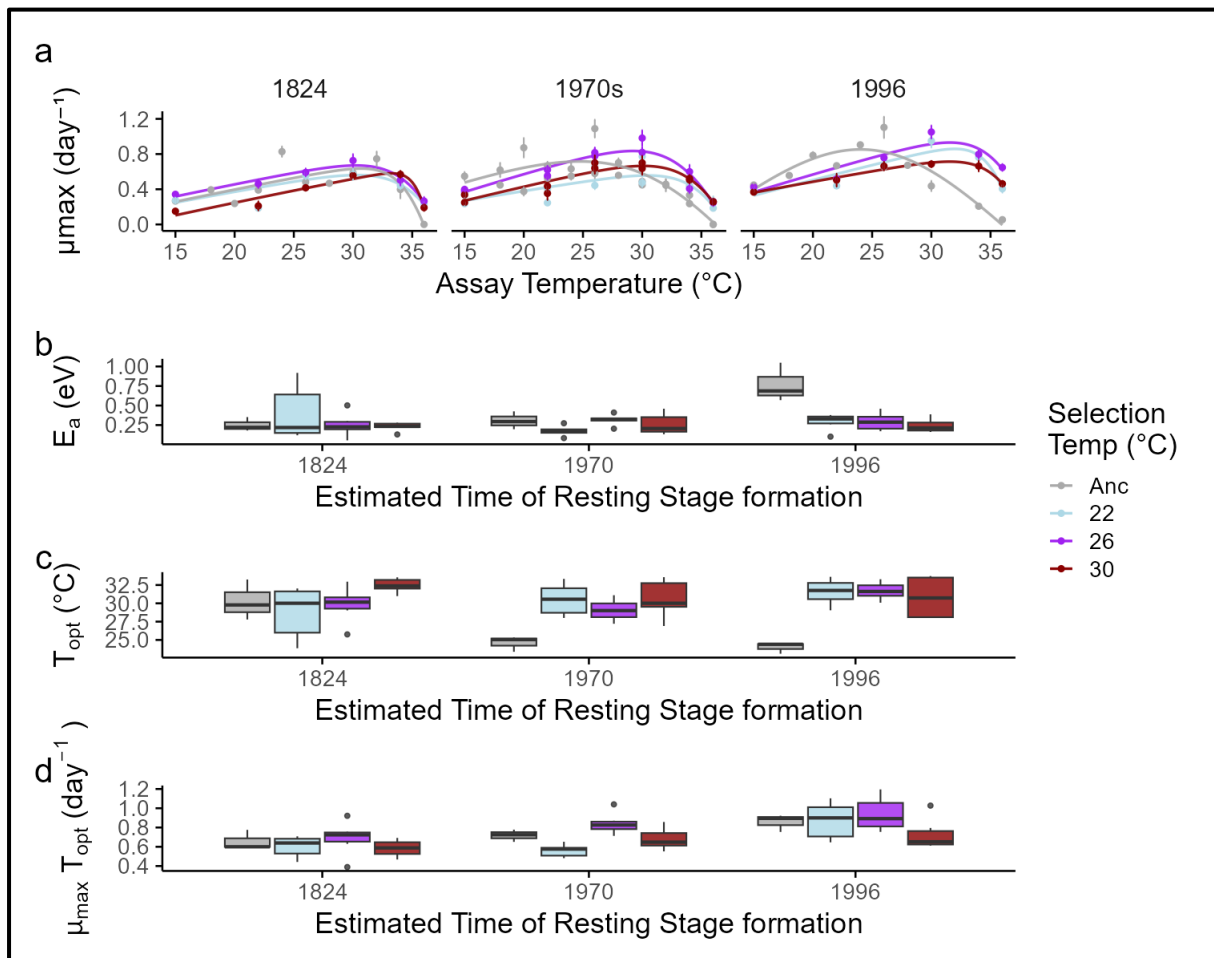 a
1824 1970s 1996
μmax (day⁻¹)
1.2
0.8
0.4
0.0
15 20 25 30 35 15 20 25 30 35 15 20 25 30 35
Assay Temperature (°C)
b
Ea (eV)
1.00
0.75
0.50
0.25
1824 1970 1996
Estimated Time of Resting Stage formation
c
Topt (°C)
32.5
30.0
27.5
25.0
1824 1970 1996
Estimated Time of Resting Stage formation
d
μmax Topt (day⁻¹ )
1.2
1.0
0.8
0.6
0.4
1824 1970 1996
Estimated Time of Resting Stage formation
Selection
Temp (°C)
Anc
22
26
30